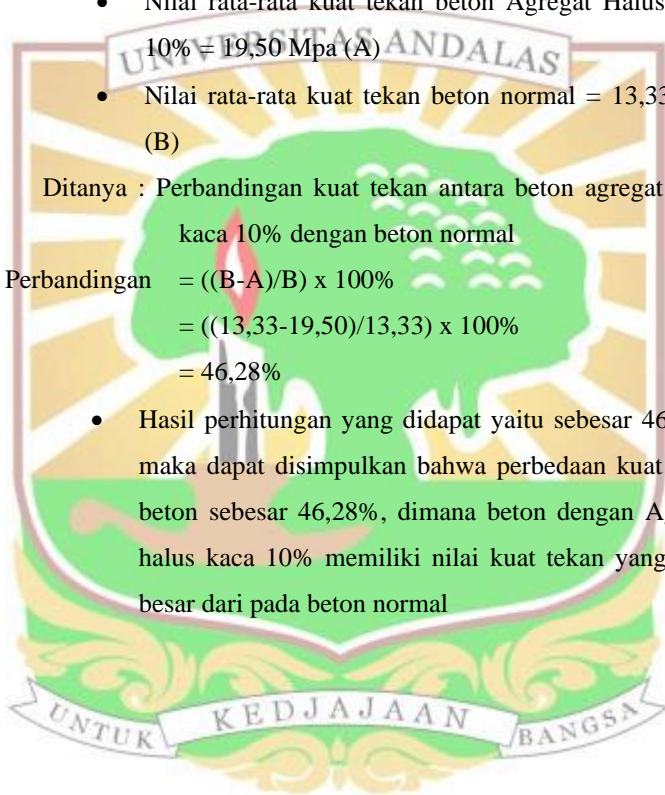 • Nilai rata-rata kuat tekan beton Agregat Halus
10% = 19,50 Mpa (A)
UNIVERSITAS ANDALAS
• Nilai rata-rata kuat tekan beton normal = 13,33
(B)
Ditanya : Perbandingan kuat tekan antara beton agregat
kaca 10% dengan beton normal
Perbandingan = ((B-A)/B) x 100%
= ((13,33-19,50)/13,33) x 100%
= 46,28%
• Hasil perhitungan yang didapat yaitu sebesar 46
maka dapat disimpulkan bahwa perbedaan kuat
beton sebesar 46,28%, dimana beton dengan A
halus kaca 10% memiliki nilai kuat tekan yang
besar dari pada beton normal
UNTUK KEDJAJAAN BANGSA